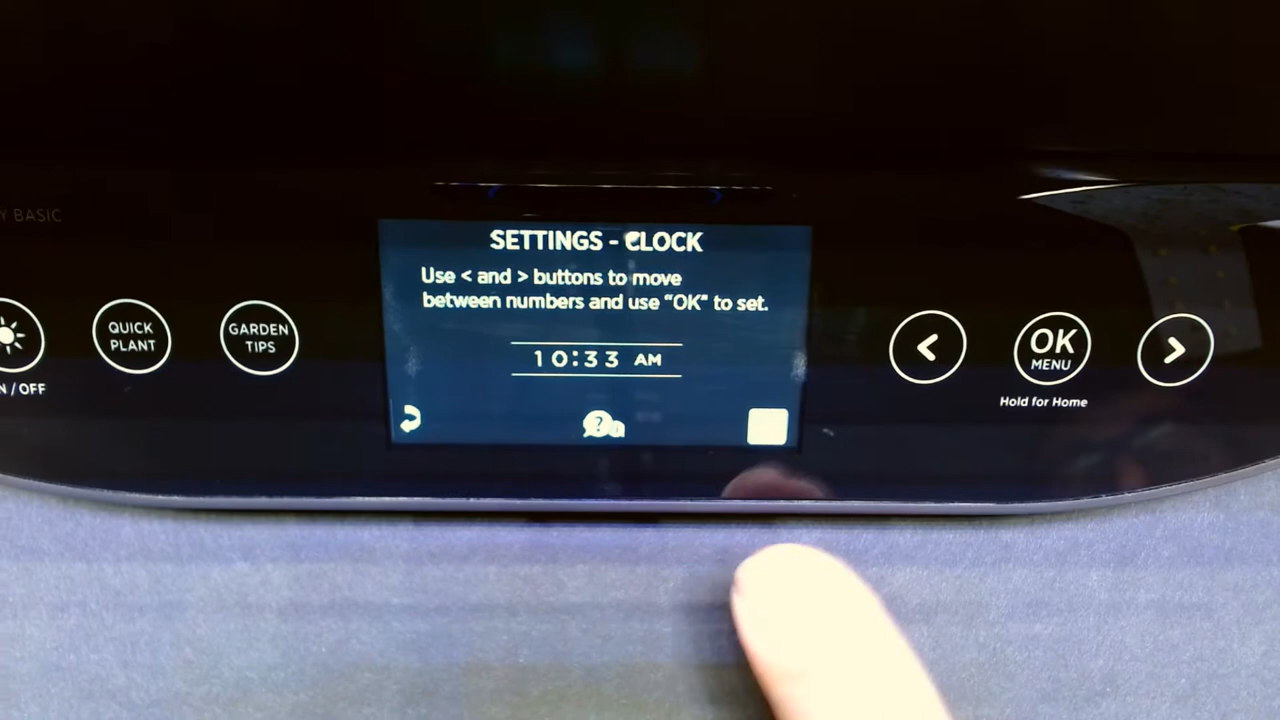 Y BASIC
SETTINGS - CLOCK
Use < and > buttons to move
between numbers and use "OK" to set.
10:33 AM
?
N / OFF
QUICK
PLANT
GARDEN
TIPS
<
OK
MENU
>
Hold for Home